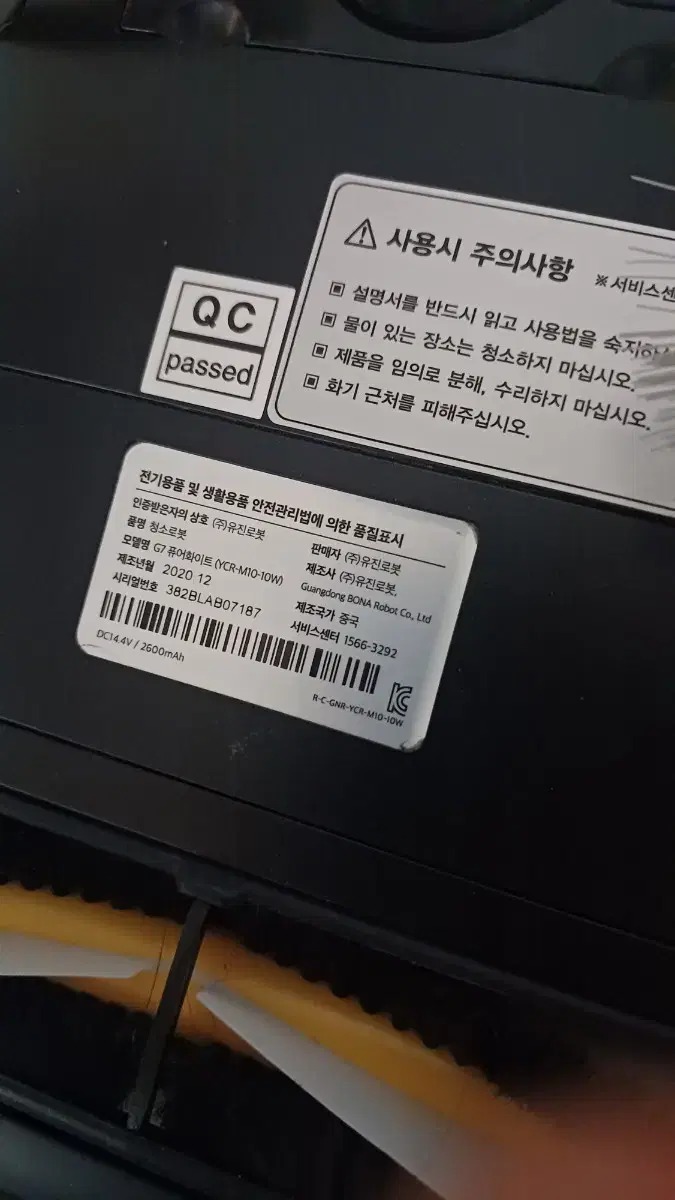 사용시 주의사항
※서비스센
▣ 설명서를 반드시 읽고 사용법을
▣ 물이 있는 장소는 청소하지 마십시오.
▣ 제품을 임의로 분해, 수리하지 마십시오.
▣ 화기 근처를 피해주십시오.
QC
passed
전기용품 및 생활용품 안전관리법에 의한 품질표시
인증받은자의 상호 (주)유진로봇
품명 청소로봇
모델명 G7 퓨어화이트 (YCR-M10-10W)
제조년월 2020 12
시리얼번호 382BLAB07187
판매자 (주)유진로봇
제조사 (주)유진로봇,
Guangdong BONA Robot Co., Ltd
제조국가 중국
서비스센터 1566-3292
DC14.4V / 2600mAh
R-C-GNR-YCR-M10-10W